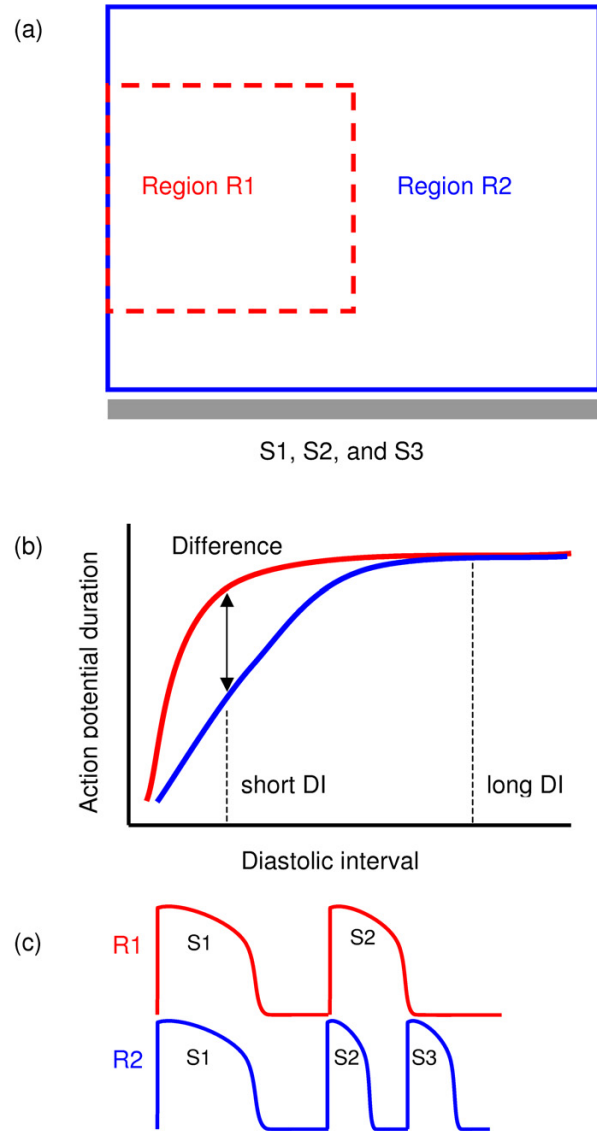 (a)
Region R1
Region R2
S1, S2, and S3
(b)
Difference
Action potential duration
short DI
long DI
Diastolic interval
(c)
R1
S1
S2
R2
S1
S2
S3